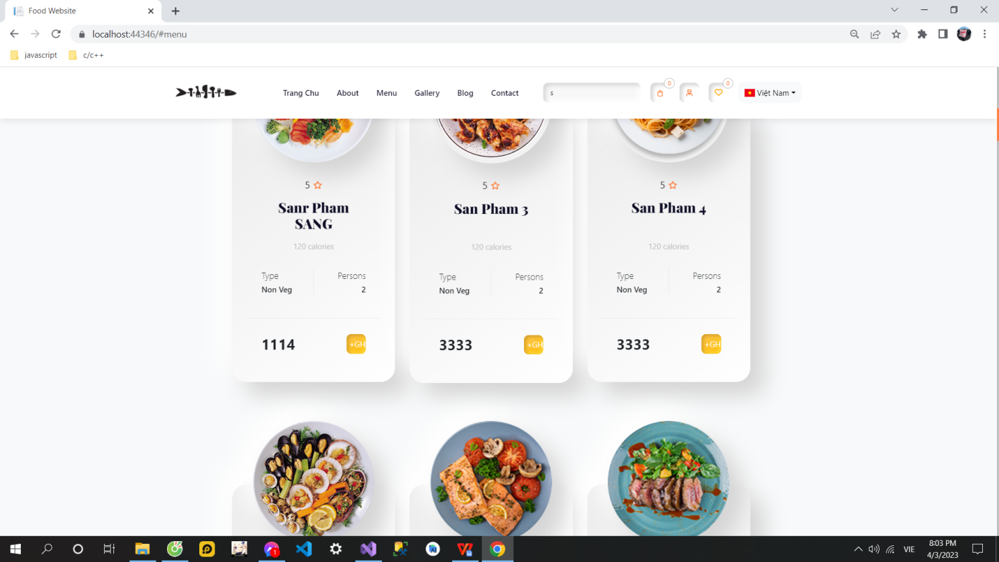 Food Website
localhost:44346/#menu
javascript c/c++
Trang Chu About Menu Gallery Blog Contact s 0 0 Việt Nam
5 5 5
Sanr Pham
SANG
San Pham 3
San Pham 4
120 calories 120 calories 120 calories
Type Persons Type Persons Type Persons
Non Veg 2 Non Veg 2 Non Veg 2
1114 +GH 3333 +GH 3333 +GH
1
VIE
8:03 PM
4/3/2023